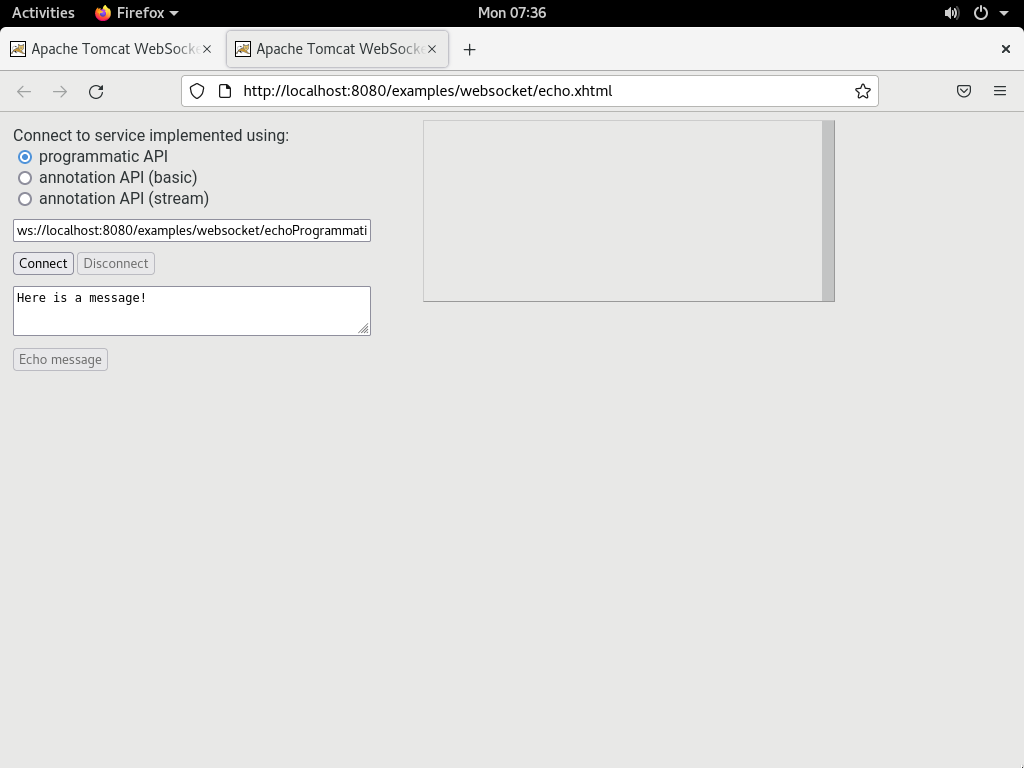 Activities Firefox Mon 07:36
Apache Tomcat WebSocke Apache Tomcat WebSocke
http://localhost:8080/examples/websocket/echo.xhtml
Connect to service implemented using:
programmatic API
annotation API (basic)
annotation API (stream)
ws://localhost:8080/examples/websocket/echoProgrammati
Connect Disconnect
Here is a message!
Echo message